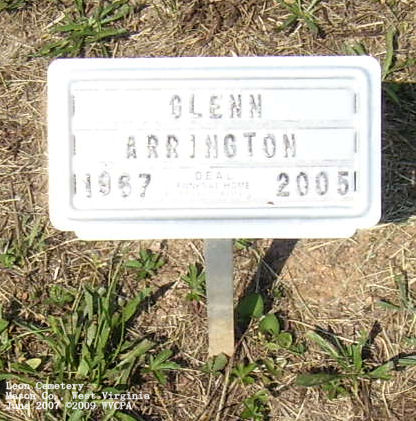 GLENN
ARRINGTON
1967 DEAL 2005
FUNERAL HOME
Leon Cemetery
Mason Co., West Virginia
June 2007 ©2009 WVCPA